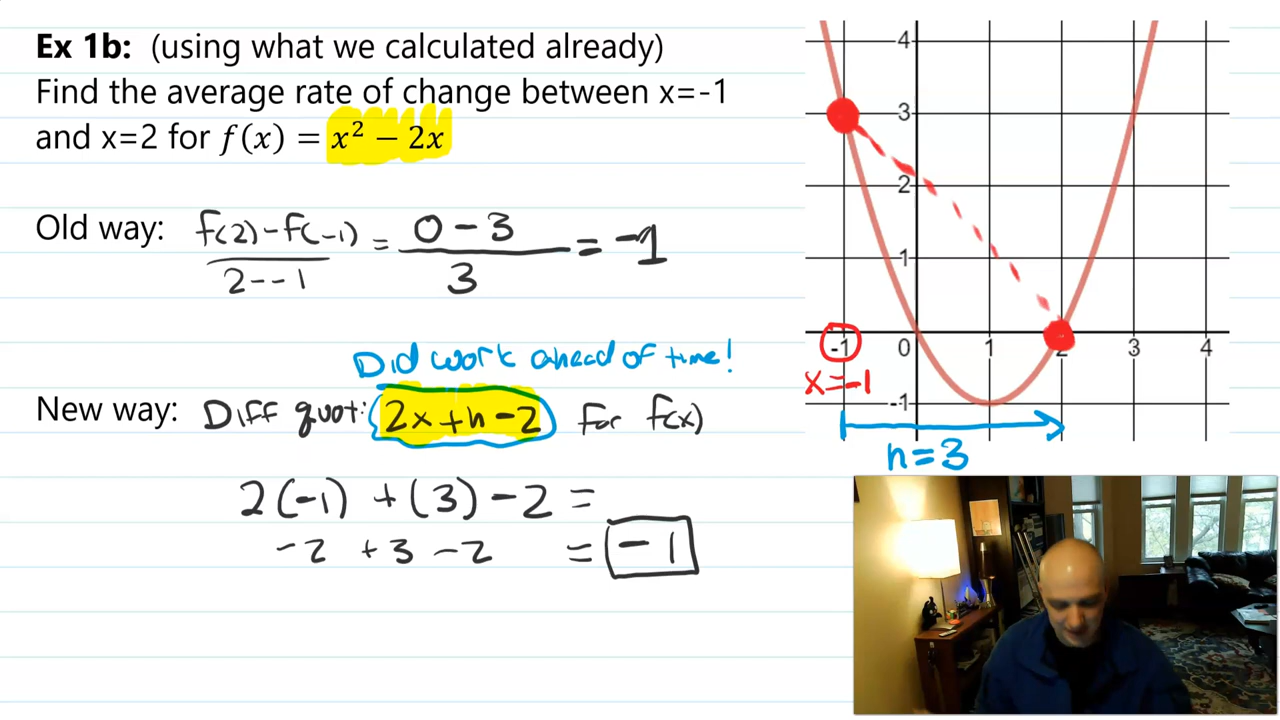 Ex 1b: (using what we calculated already)
Find the average rate of change between x=-1
and x=2 for f(x) = x² − 2x
Old way: f(2)-f(-1) / 2--1 = 0-3 / 3 = -1
Did work ahead of time!
New way: Diff quot: (2x+h-2) for f(x)
2(-1) + (3) - 2 =
-2 + 3 - 2 = -1
4
3
2
1
-1 0 1 2 3 4
x=-1
-1
h=3